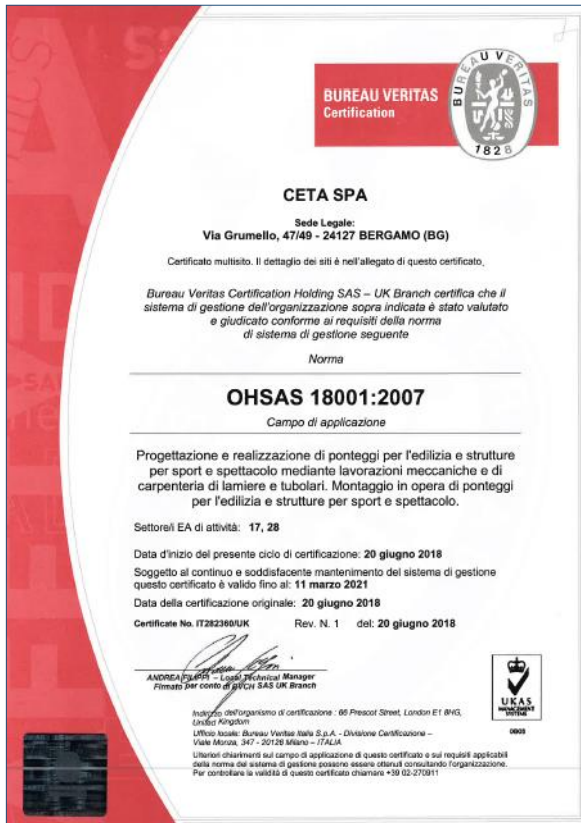 BUREAU VERITAS
Certification
BUREAU VERITAS
1828
CETA SPA
Sede Legale:
Via Grumello, 47/49 - 24127 BERGAMO (BG)
Certificato multisito. Il dettaglio dei siti è nell'allegato di questo certificato.
Bureau Veritas Certification Holding SAS – UK Branch certifica che il
sistema di gestione dell'organizzazione sopra indicata è stato valutato
e giudicato conforme ai requisiti della norma
di sistema di gestione seguente
Norma
OHSAS 18001:2007
Campo di applicazione
Progettazione e realizzazione di ponteggi per l'edilizia e strutture
per sport e spettacolo mediante lavorazioni meccaniche e di
carpenteria di lamiere e tubolari. Montaggio in opera di ponteggi
per l'edilizia e strutture per sport e spettacolo.
Settore/i EA di attività: 17, 28
Data d'inizio del presente ciclo di certificazione: 20 giugno 2018
Soggetto al continuo e soddisfacente mantenimento del sistema di gestione
questo certificato è valido fino al: 11 marzo 2021
Data della certificazione originale: 20 giugno 2018
Certificate No. IT282360/UK Rev. N. 1 del: 20 giugno 2018
ANDREA FILIPPI – Local Technical Manager
Firmato per conto di BVCH SAS UK Branch
Indirizzo dell'organismo di certificazione : 66 Prescot Street, London E1 8HG,
United Kingdom
Ufficio locale: Bureau Veritas Italia S.p.A. - Divisione Certificazione –
Viale Monza, 347 - 20126 Milano – ITALIA
Ulteriori chiarimenti sul campo di applicazione di questo certificato e sui requisiti applicabili
della norma del sistema di gestione possono essere ottenuti consultando l'organizzazione.
Per controllare la validità di questo certificato chiamare +39 02-270911
UKAS
MANAGEMENT
SYSTEMS
0008